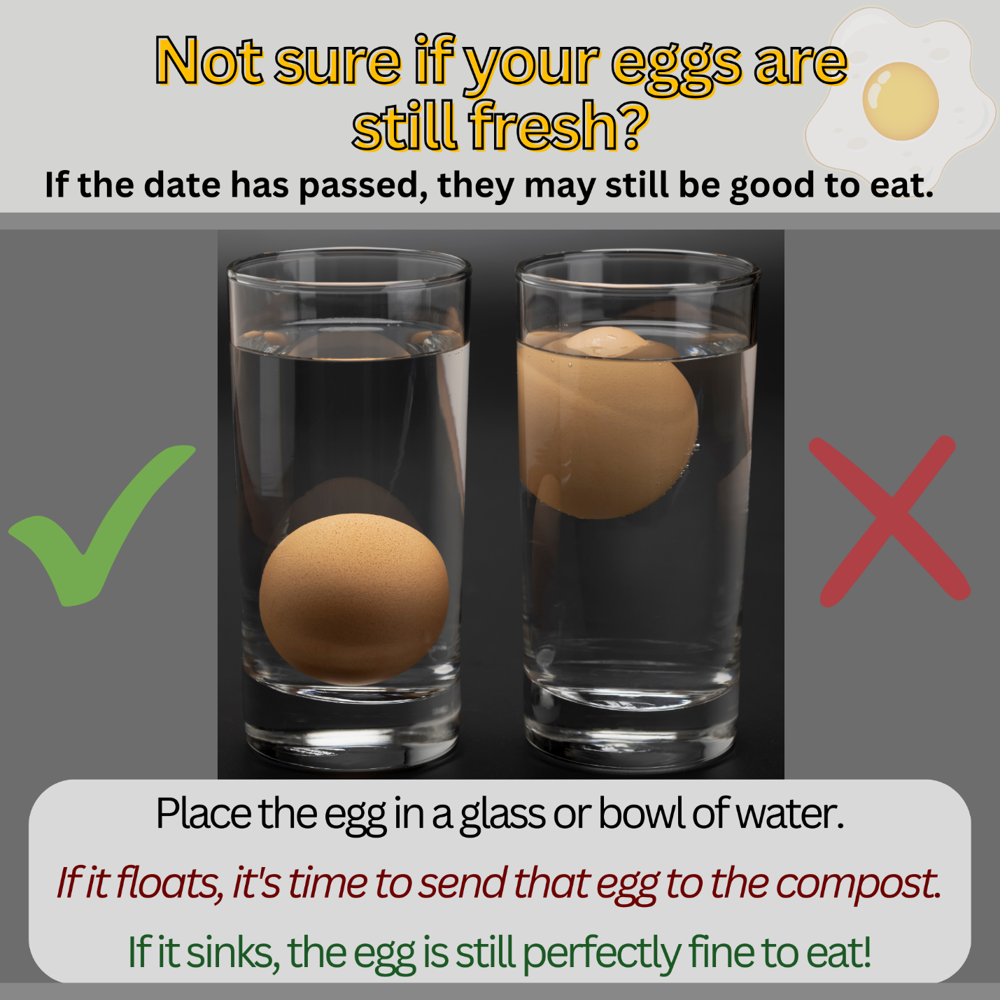 Not sure if your eggs are
still fresh?
If the date has passed, they may still be good to eat.
Place the egg in a glass or bowl of water.
If it floats, it's time to send that egg to the compost.
If it sinks, the egg is still perfectly fine to eat!